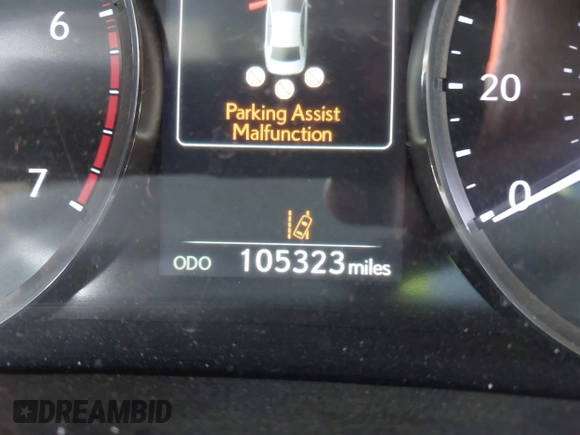 6
7
Parking Assist
Malfunction
20
0
ODO 105323 miles
DREAMBID